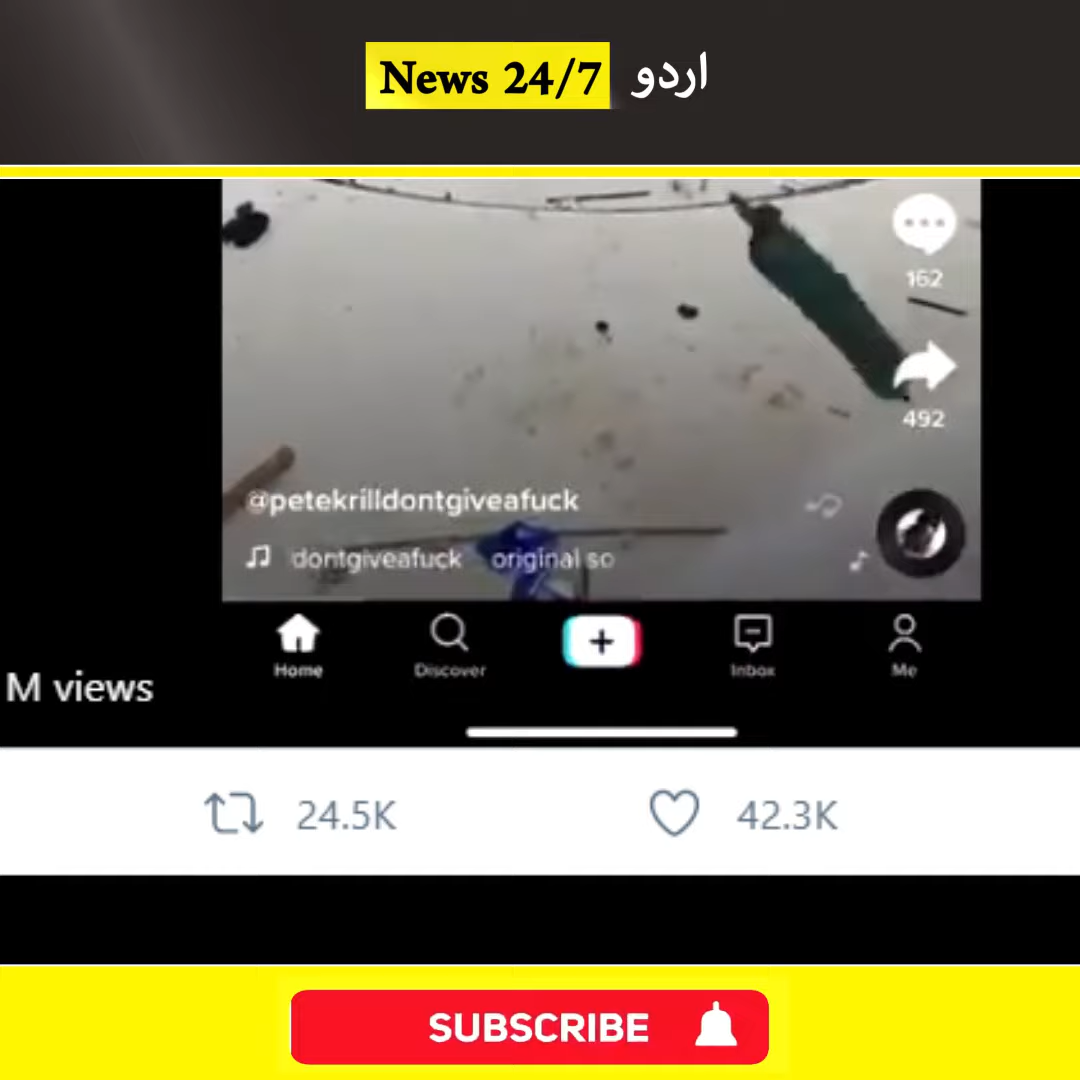 News 24/7 اردو
162
492
@petekrilldontgiveafuck
dontgiveafuck original so
Home
Discover
Inbox
Me
M views
24.5K
42.3K
SUBSCRIBE